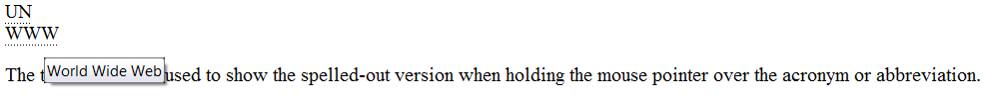 UN
WWW
World Wide Web
The t used to show the spelled-out version when holding the mouse pointer over the acronym or abbreviation.